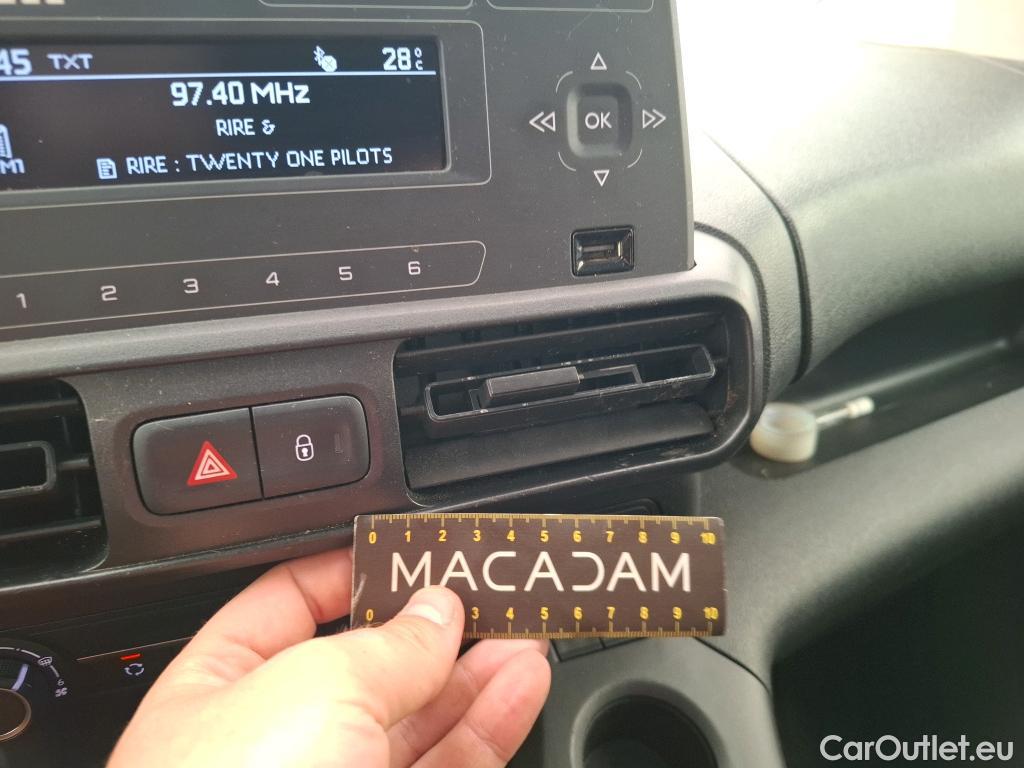 45 TXT 28°C
97.40 MHz
RIRE &
RIRE : TWENTY ONE PILOTS
OK
1 2 3 4 5 6
0 1 2 3 4 5 6 7 8 9 10
MACADAM
0 3 4 5 6 7 8 9 10
CarOutlet.eu